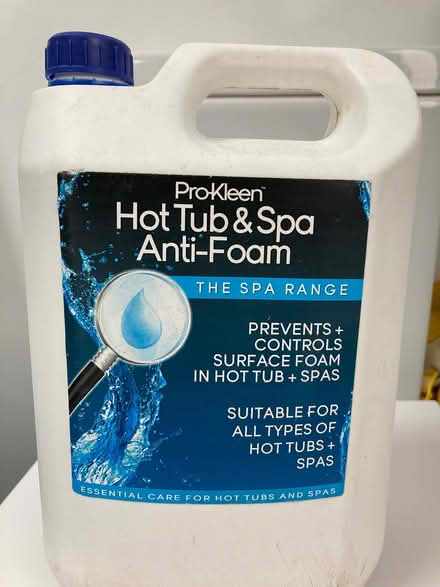 Pro-Kleen™
Hot Tub & Spa
Anti-Foam
THE SPA RANGE
PREVENTS +
CONTROLS
SURFACE FOAM
IN HOT TUB + SPAS
SUITABLE FOR
ALL TYPES OF
HOT TUBS +
SPAS
ESSENTIAL CARE FOR HOT TUBS AND SPAS